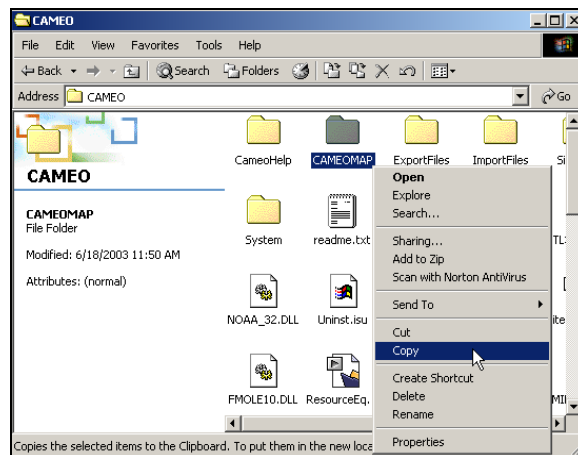 CAMEO
File Edit View Favorites Tools Help
Back Search Folders
Address CAMEO Go
CameoHelp CAMEOMAP ExportFiles ImportFiles
CAMEO
CAMEOMAP
File Folder
Modified: 6/18/2003 11:50 AM
Attributes: (normal)
System readme.txt
NOAA_32.DLL Uninst.isu
FMOLE10.DLL ResourceEq.
Open
Explore
Search...
Sharing...
Add to Zip
Scan with Norton AntiVirus
Send To
Cut
Copy
Create Shortcut
Delete
Rename
Properties
Copies the selected items to the Clipboard. To put them in the new loca